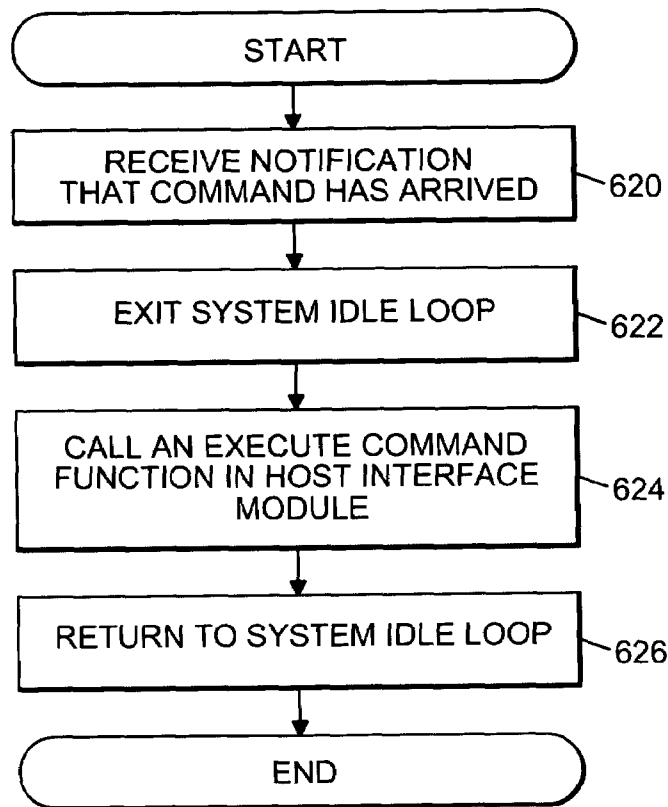 START
RECEIVE NOTIFICATION
THAT COMMAND HAS ARRIVED
620
EXIT SYSTEM IDLE LOOP
622
CALL AN EXECUTE COMMAND
FUNCTION IN HOST INTERFACE
MODULE
624
RETURN TO SYSTEM IDLE LOOP
626
END